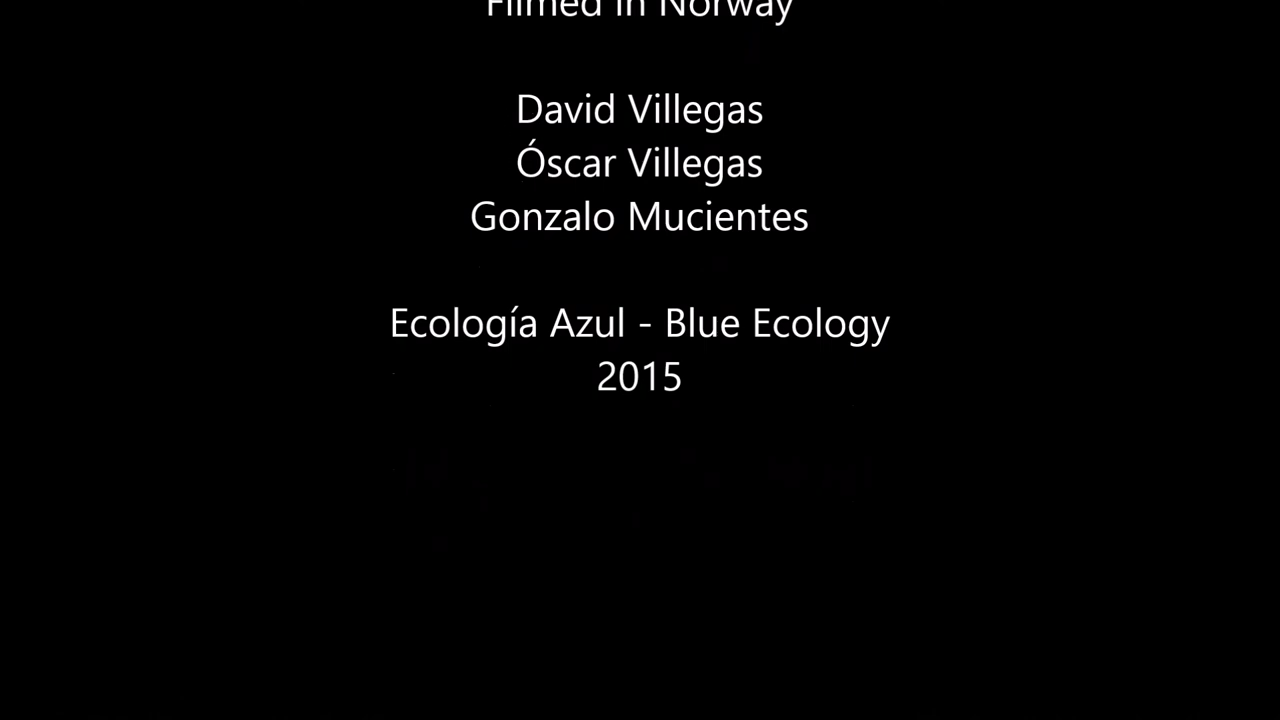 Filmed in Norway
David Villegas
Óscar Villegas
Gonzalo Mucientes
Ecología Azul - Blue Ecology
2015